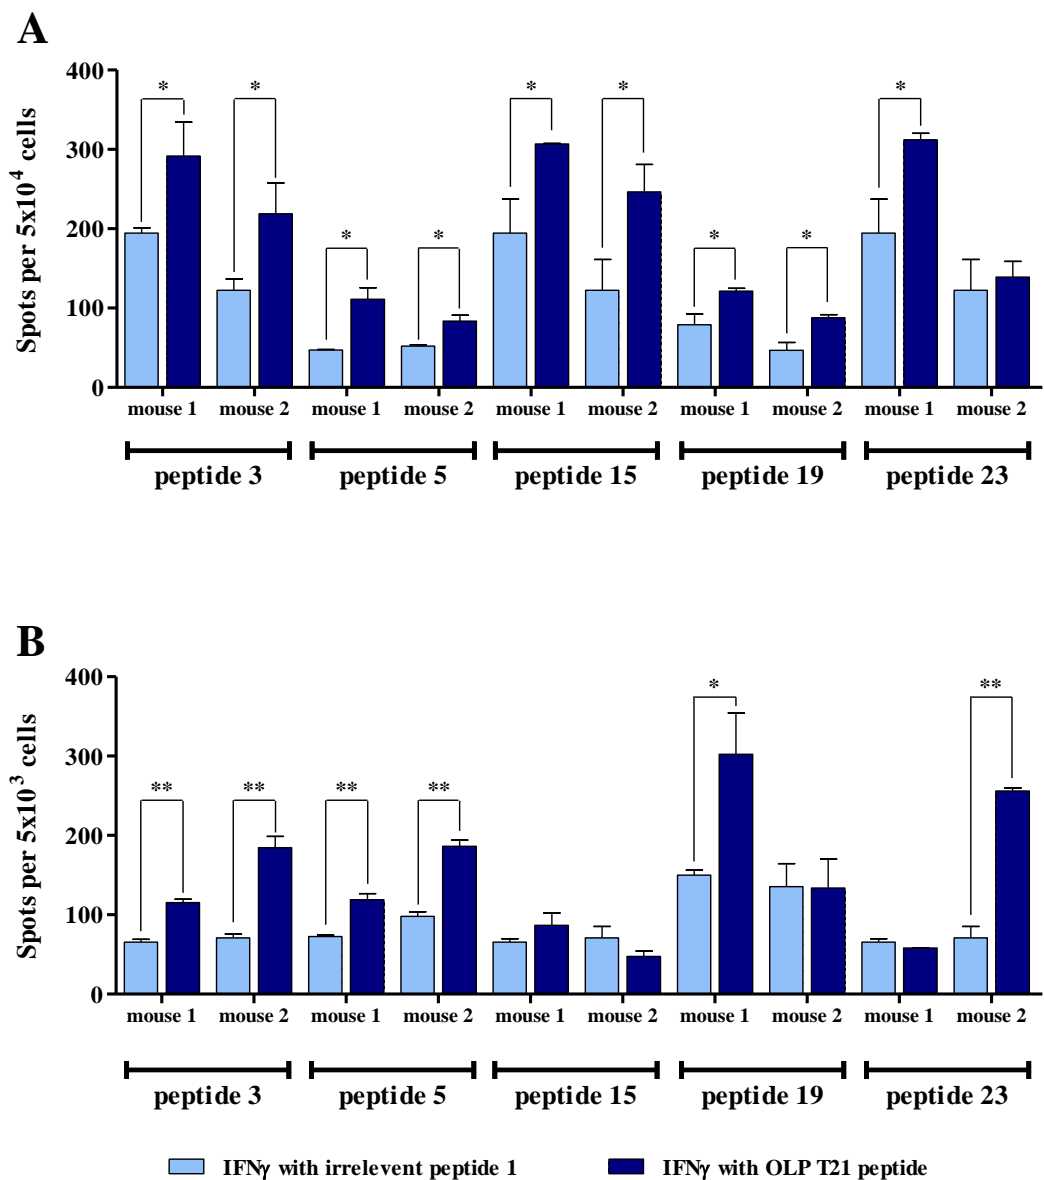 A
Spots per 5x10⁴ cells
400
300
200
100
0
* * * * * * * * *
mouse 1 mouse 2 mouse 1 mouse 2 mouse 1 mouse 2 mouse 1 mouse 2 mouse 1 mouse 2
peptide 3 peptide 5 peptide 15 peptide 19 peptide 23
B
Spots per 5x10³ cells
400
300
200
100
0
** ** ** ** * **
mouse 1 mouse 2 mouse 1 mouse 2 mouse 1 mouse 2 mouse 1 mouse 2 mouse 1 mouse 2
peptide 3 peptide 5 peptide 15 peptide 19 peptide 23
IFNγ with irrelevent peptide 1 IFNγ with OLP T21 peptide